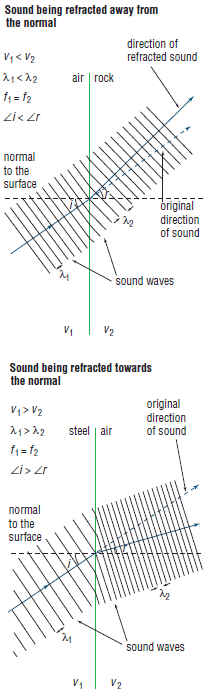 Sound being refracted away from
the normal
V₁ < V₂
λ₁ < λ₂
f₁ = f₂
∠i < ∠r
air | rock
direction of
refracted sound
normal
to the
surface
i
r
λ₂
original
direction
of sound
λ₁
sound waves
V₁
V₂
Sound being refracted towards
the normal
V₁ > V₂
λ₁ > λ₂
f₁ = f₂
∠i > ∠r
steel | air
original
direction
of sound
normal
to the
surface
i
r
λ₂
λ₁
sound waves
V₁
V₂